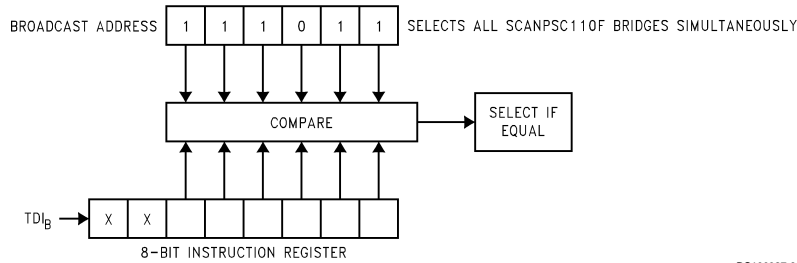 BROADCAST ADDRESS 1 1 1 0 1 1 SELECTS ALL SCANPSC110F BRIDGES SIMULTANEOUSLY
COMPARE
SELECT IF
EQUAL
TDIB X X
8-BIT INSTRUCTION REGISTER